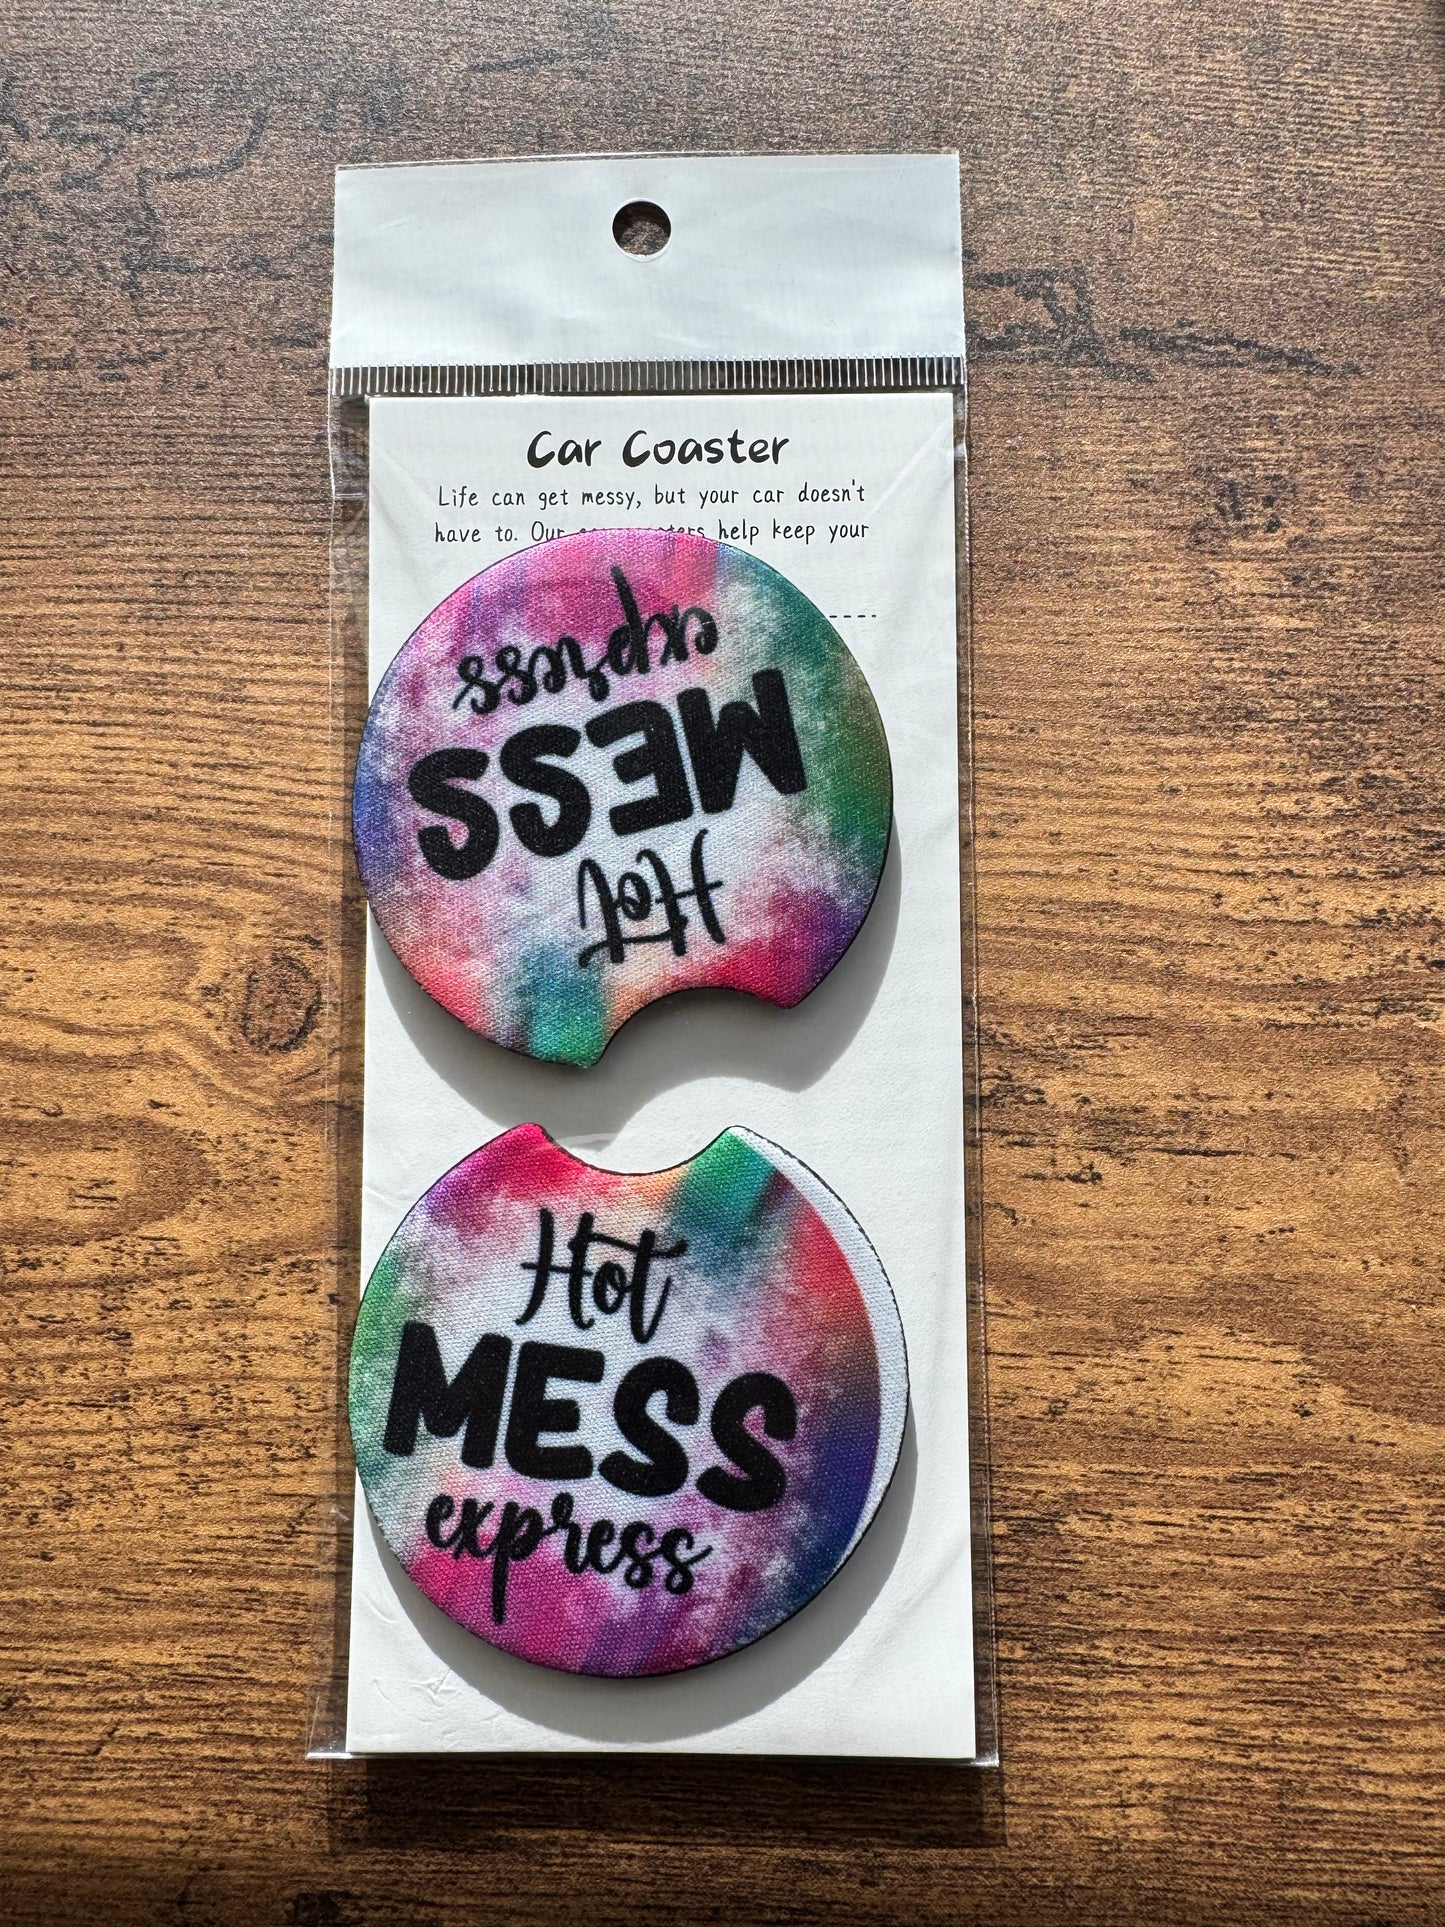 Car Coaster
Life can get messy, but your car doesn't
have to. Our help keep your
express
MESS
Hot
Hot
MESS
express